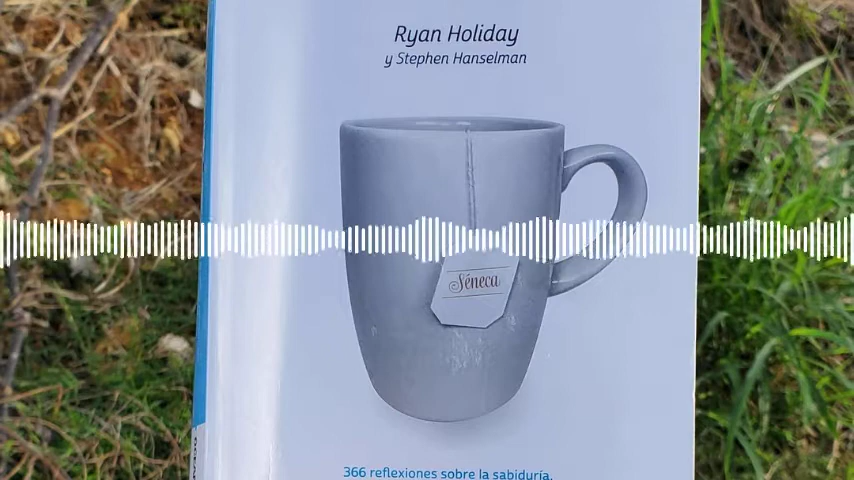 Ryan Holiday
y Stephen Hanselman
Séneca
366 reflexiones sobre la sabiduría,